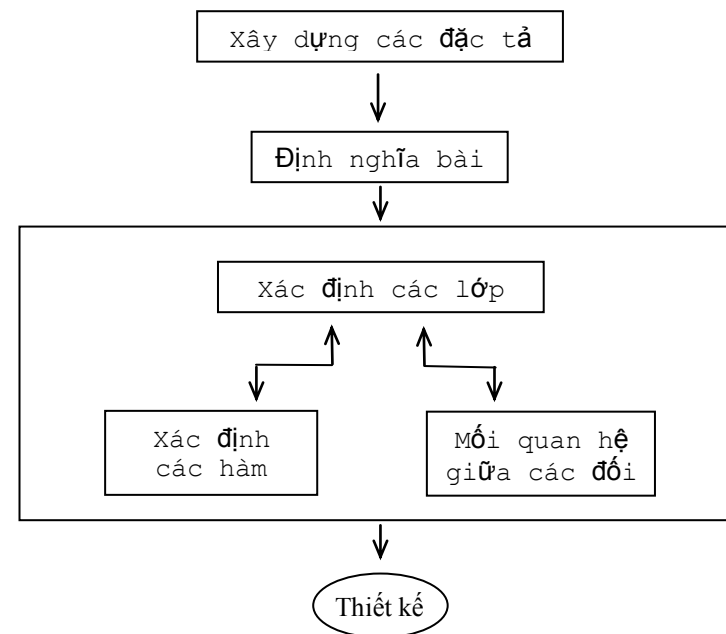 Xây dựng các đặc tả
Định nghĩa bài
Xác định các lớp
Xác định
các hàm
Mối quan hệ
giữa các đối
Thiết kế